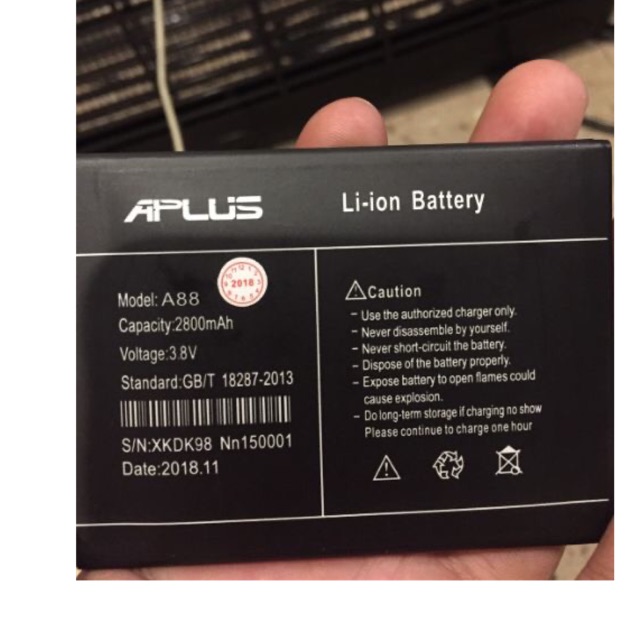 APLUS
Li-ion Battery
Model: A88
2018
Capacity:2800mAh
Voltage:3.8V
Standard:GB/T 18287-2013
S/N:XKDK98 Nn150001
Date:2018.11
Caution
- Use the authorized charger only.
- Never disassemble by yourself.
- Never short-circuit the battery.
- Dispose of the battery properly.
- Expose battery to open flames could
cause explosion.
- Do long-term storage if charging no show
Please continue to charge one hour